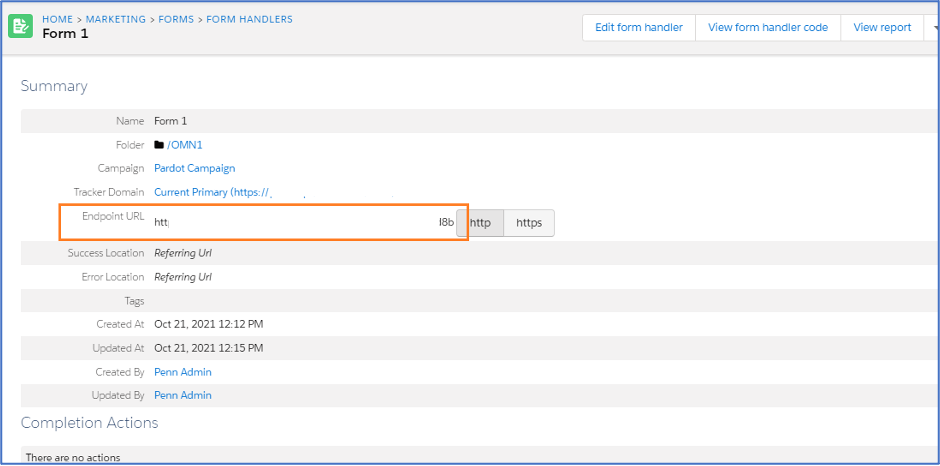 HOME > MARKETING > FORMS > FORM HANDLERS
Form 1
Edit form handler View form handler code View report
Summary
Name Form 1
Folder /OMN1
Campaign Pardot Campaign
Tracker Domain Current Primary (https://
Endpoint URL htt 8b http https
Success Location Referring Url
Error Location Referring Url
Tags
Created At Oct 21, 2021 12:12 PM
Updated At Oct 21, 2021 12:15 PM
Created By Penn Admin
Updated By Penn Admin
Completion Actions
There are no actions